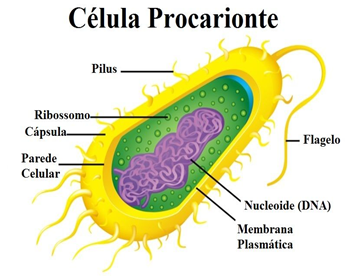 Célula Procarionte
Pilus
Ribossomo
Cápsula
Parede
Celular
Flagelo
Nucleoide (DNA)
Membrana
Plasmática